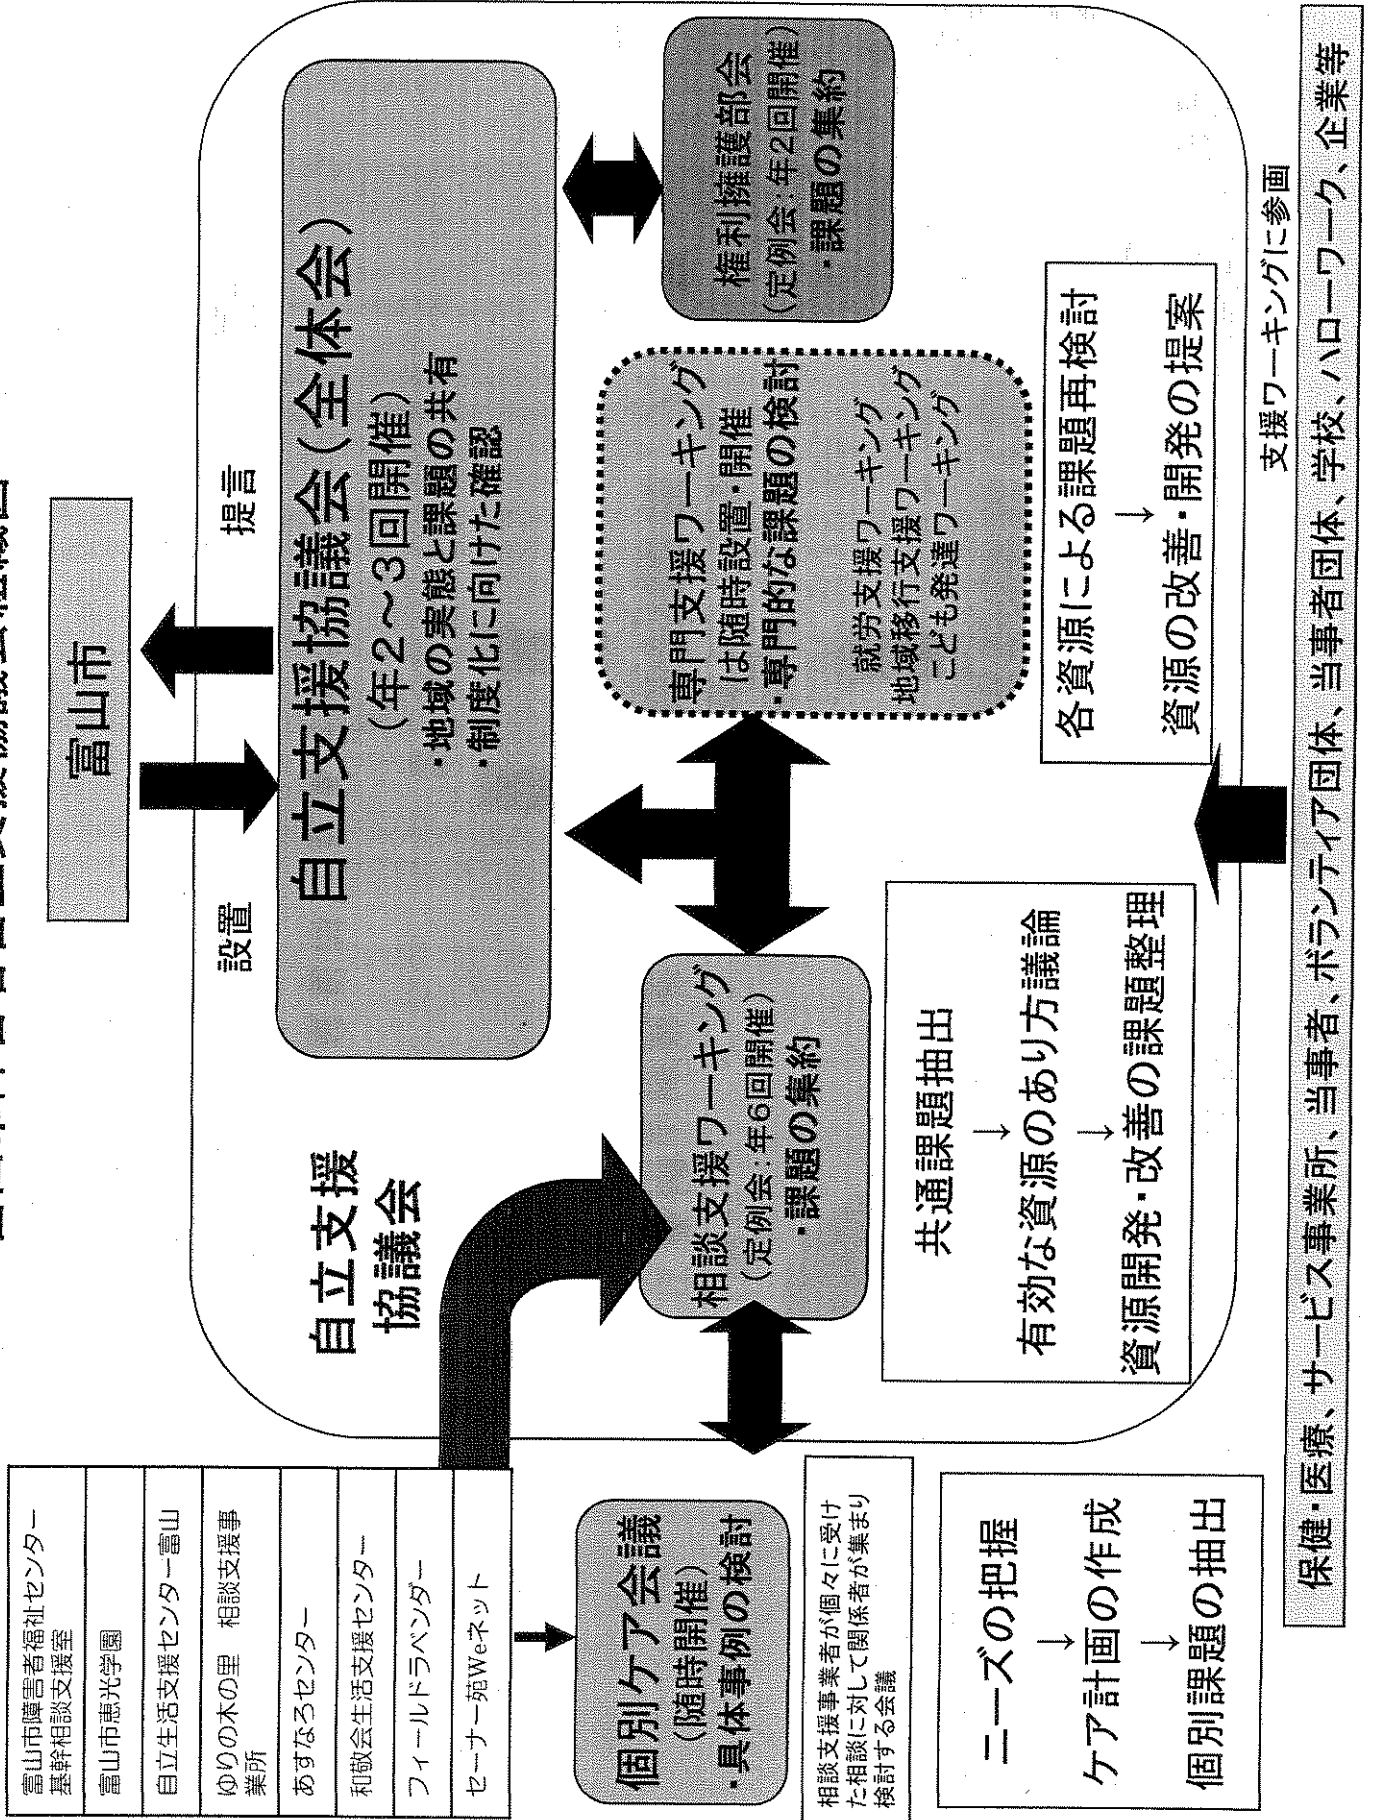 富山市
設置
提言
自立支援
協議会
自立支援協議会(全体会)
(年2~3回開催)
・地域の実態と課題の共有
・制度化に向けた確認
富山市障害者福祉センター
基幹相談支援室
富山市恵光学園
自立生活支援センター富山
ゆりの木の里 相談支援事
業所
あすなろセンター
和敬会生活支援センター
フィールドラベンダー
セーナー苑Weネット
個別ケア会議
(随時開催)
・具体事例の検討
相談支援ワーキング
(定例会:年6回開催)
・課題の集約
専門支援ワーキング
は随時設置・開催
・専門的な課題の検討
就労支援ワーキング
地域移行支援ワーキング
こども発達ワーキング
権利擁護部会
(定例会:年2回開催)
・課題の集約
相談支援事業者が個々に受け
た相談に対して関係者が集まり
検討する会議
ニーズの把握
↓
ケア計画の作成
↓
個別課題の抽出
共通課題抽出
↓
有効な資源のあり方議論
↓
資源開発・改善の課題整理
各資源による課題再検討
↓
資源の改善・開発の提案
支援ワーキングに参画
保健・医療、サービス事業所、当事者、ボランティア団体、当事者団体、学校、ハローワーク、企業等